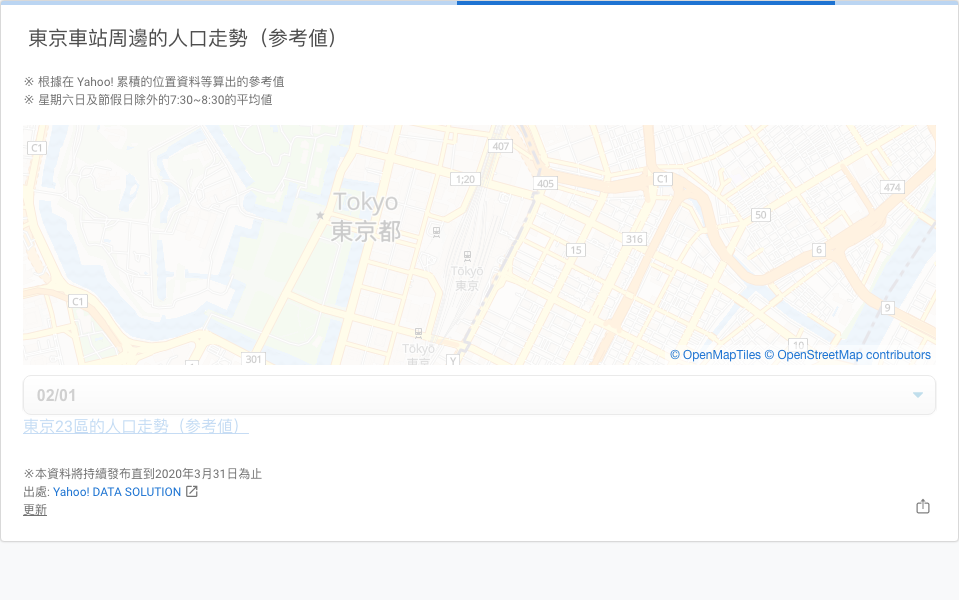 東京車站周邊的人口走勢（参考値）
※ 根據在 Yahoo! 累積的位置資料等算出的參考值
※ 星期六日及節假日除外的7:30~8:30的平均值
C1
407
1;20
405
C1
474
Tokyo
東京都
50
316
15
6
Tōkyō
東京
C1
9
10
Tōkyō
東京
301
Y
© OpenMapTiles © OpenStreetMap contributors
02/01
東京23區的人口走勢（参考値）
※本資料將持續發布直到2020年3月31日為止
出處: Yahoo! DATA SOLUTION
更新